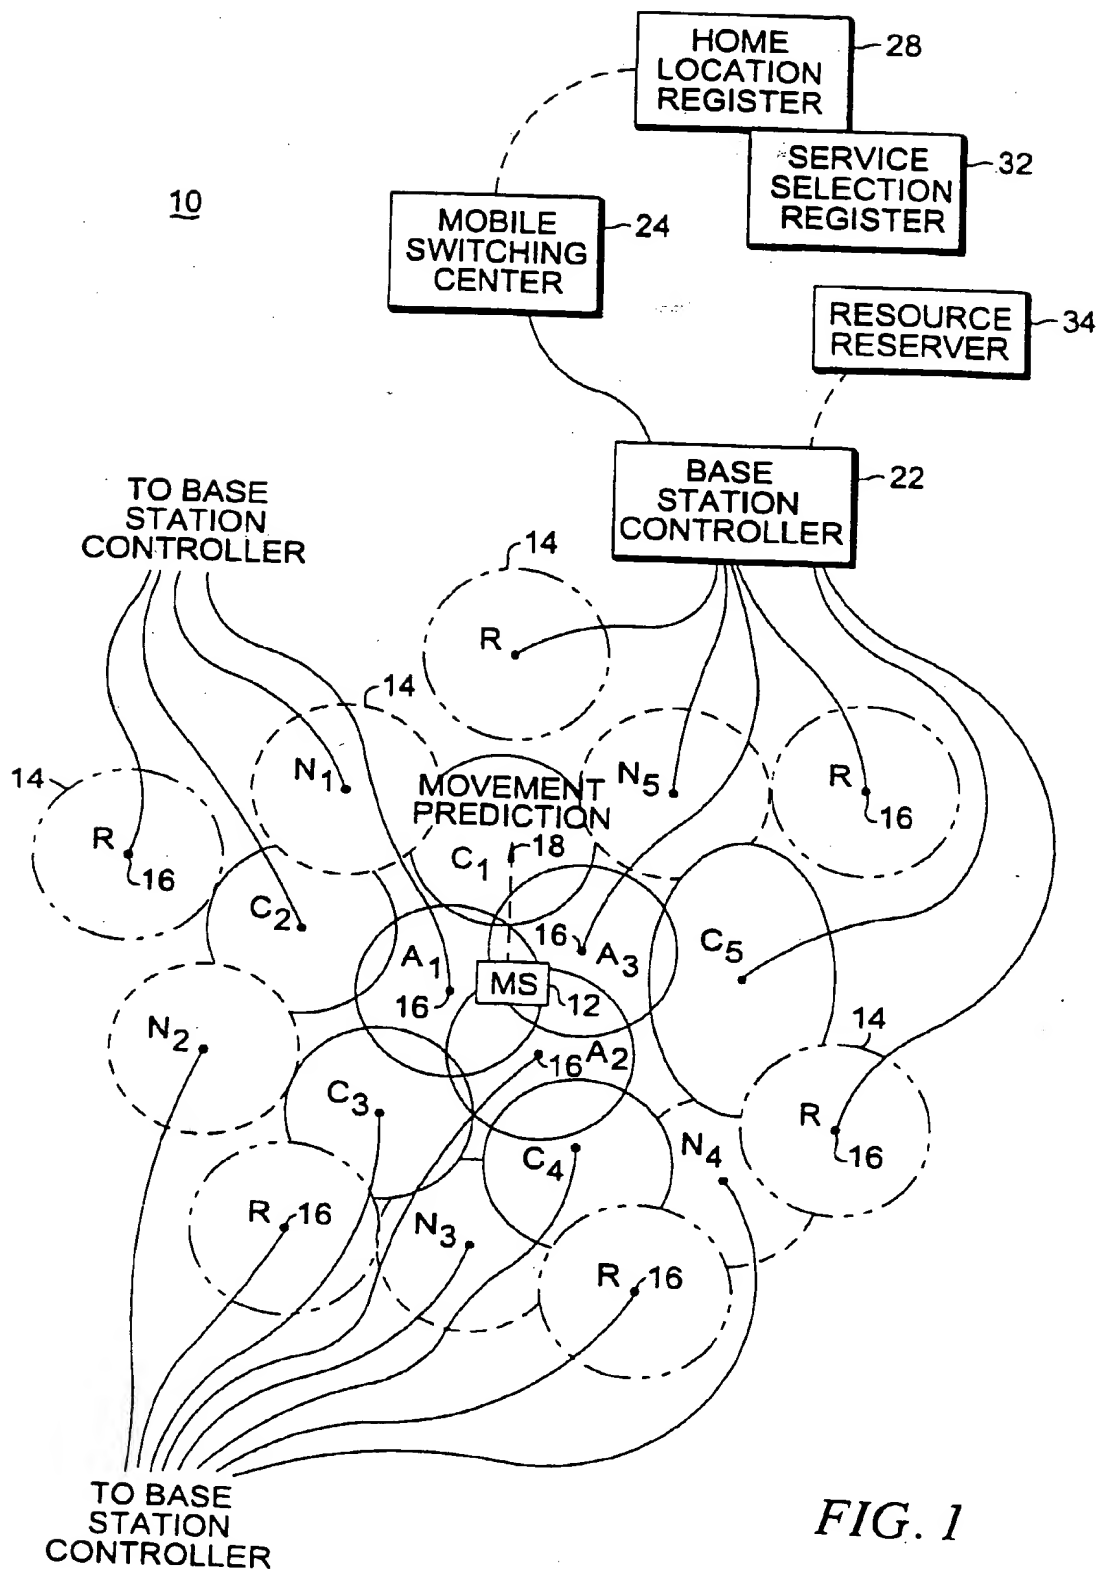 HOME
LOCATION
REGISTER
28
SERVICE
SELECTION
REGISTER
32
10
MOBILE
SWITCHING
CENTER
24
RESOURCE
RESERVER
34
BASE
STATION
CONTROLLER
22
TO BASE
STATION
CONTROLLER
14
R
14
N1
MOVEMENT
PREDICTION
N5
R
16
14
R
16
C1
18
C2
A1
16
16
A3
C5
MS
12
N2
16
A2
14
C3
C4
N4
R
16
R
16
N3
R
16
TO BASE
STATION
CONTROLLER
FIG. 1